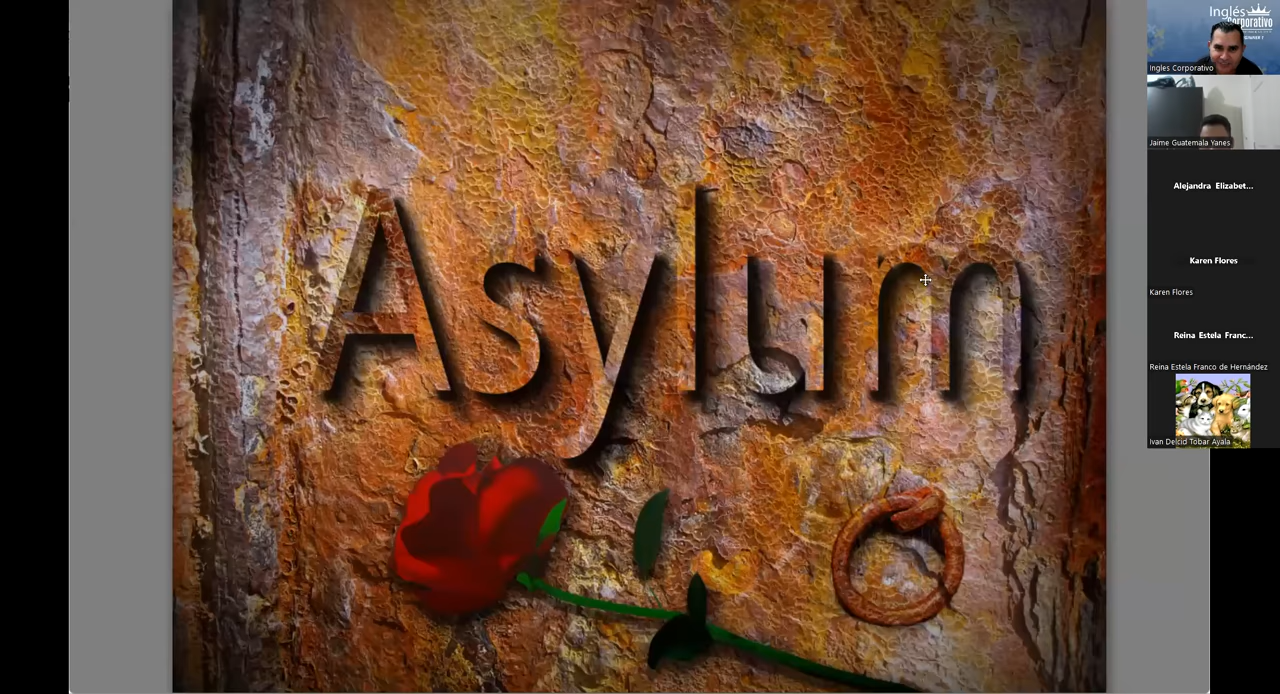 Asylum
Inglés
Corporativo
Ingles Corporativo
Jaime Guatemala Yanes
Alejandra Elizabet...
Karen Flores
Karen Flores
Reina Estela Franc...
Reina Estela Franco de Hernández
Ivan Delcid Tobar Ayala